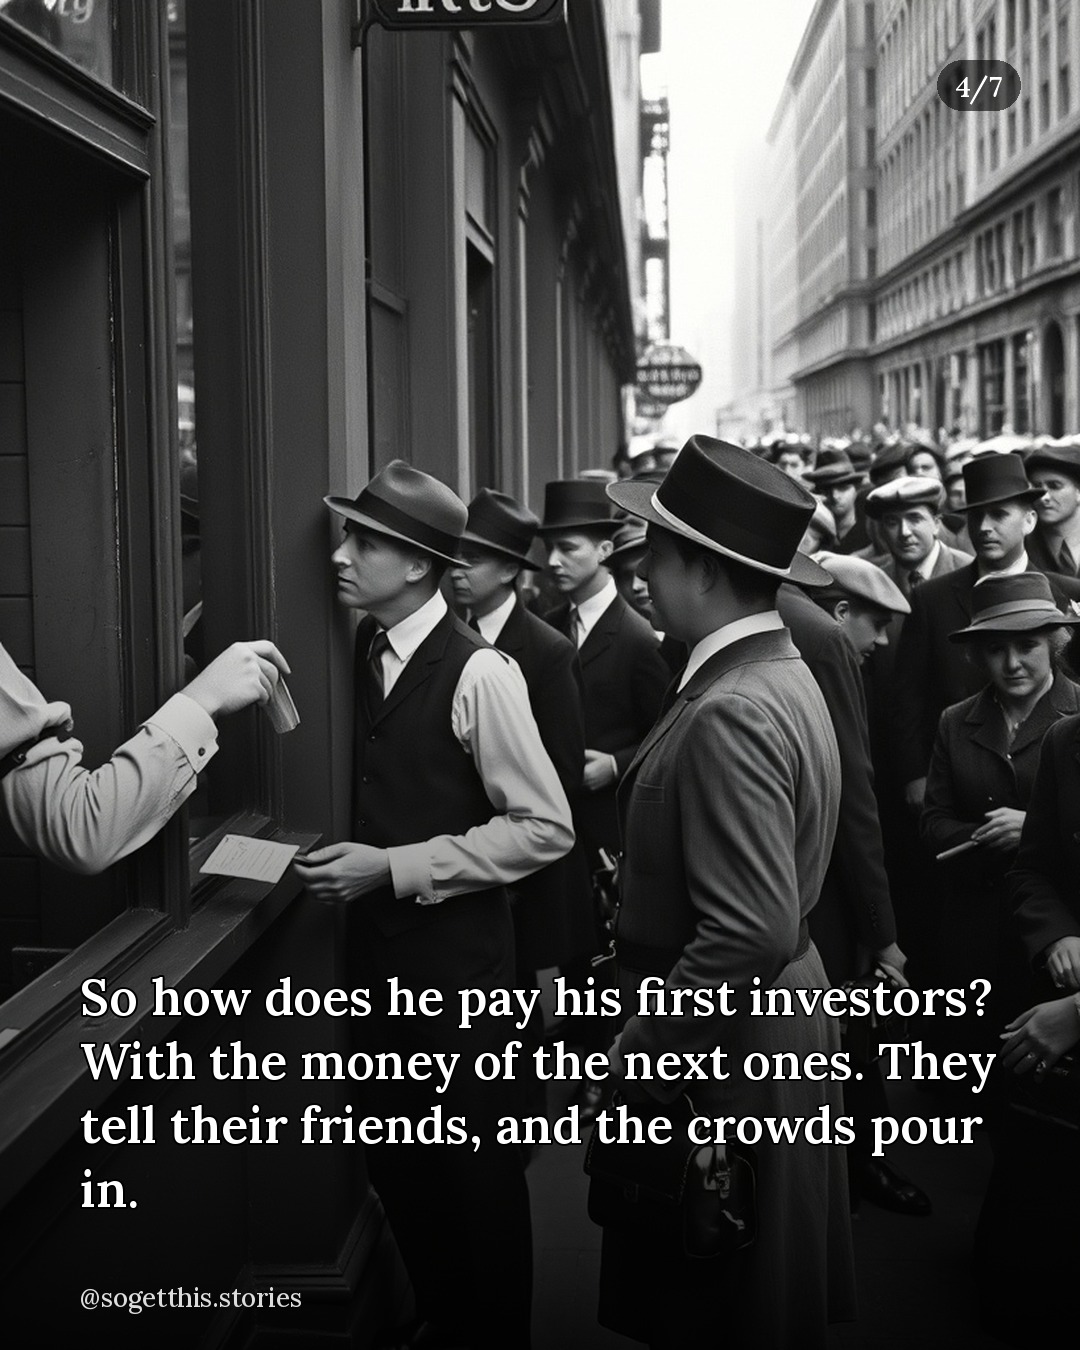 4/7
So how does he pay his first investors?
With the money of the next ones. They
tell their friends, and the crowds pour
in.
@sogetthis.stories